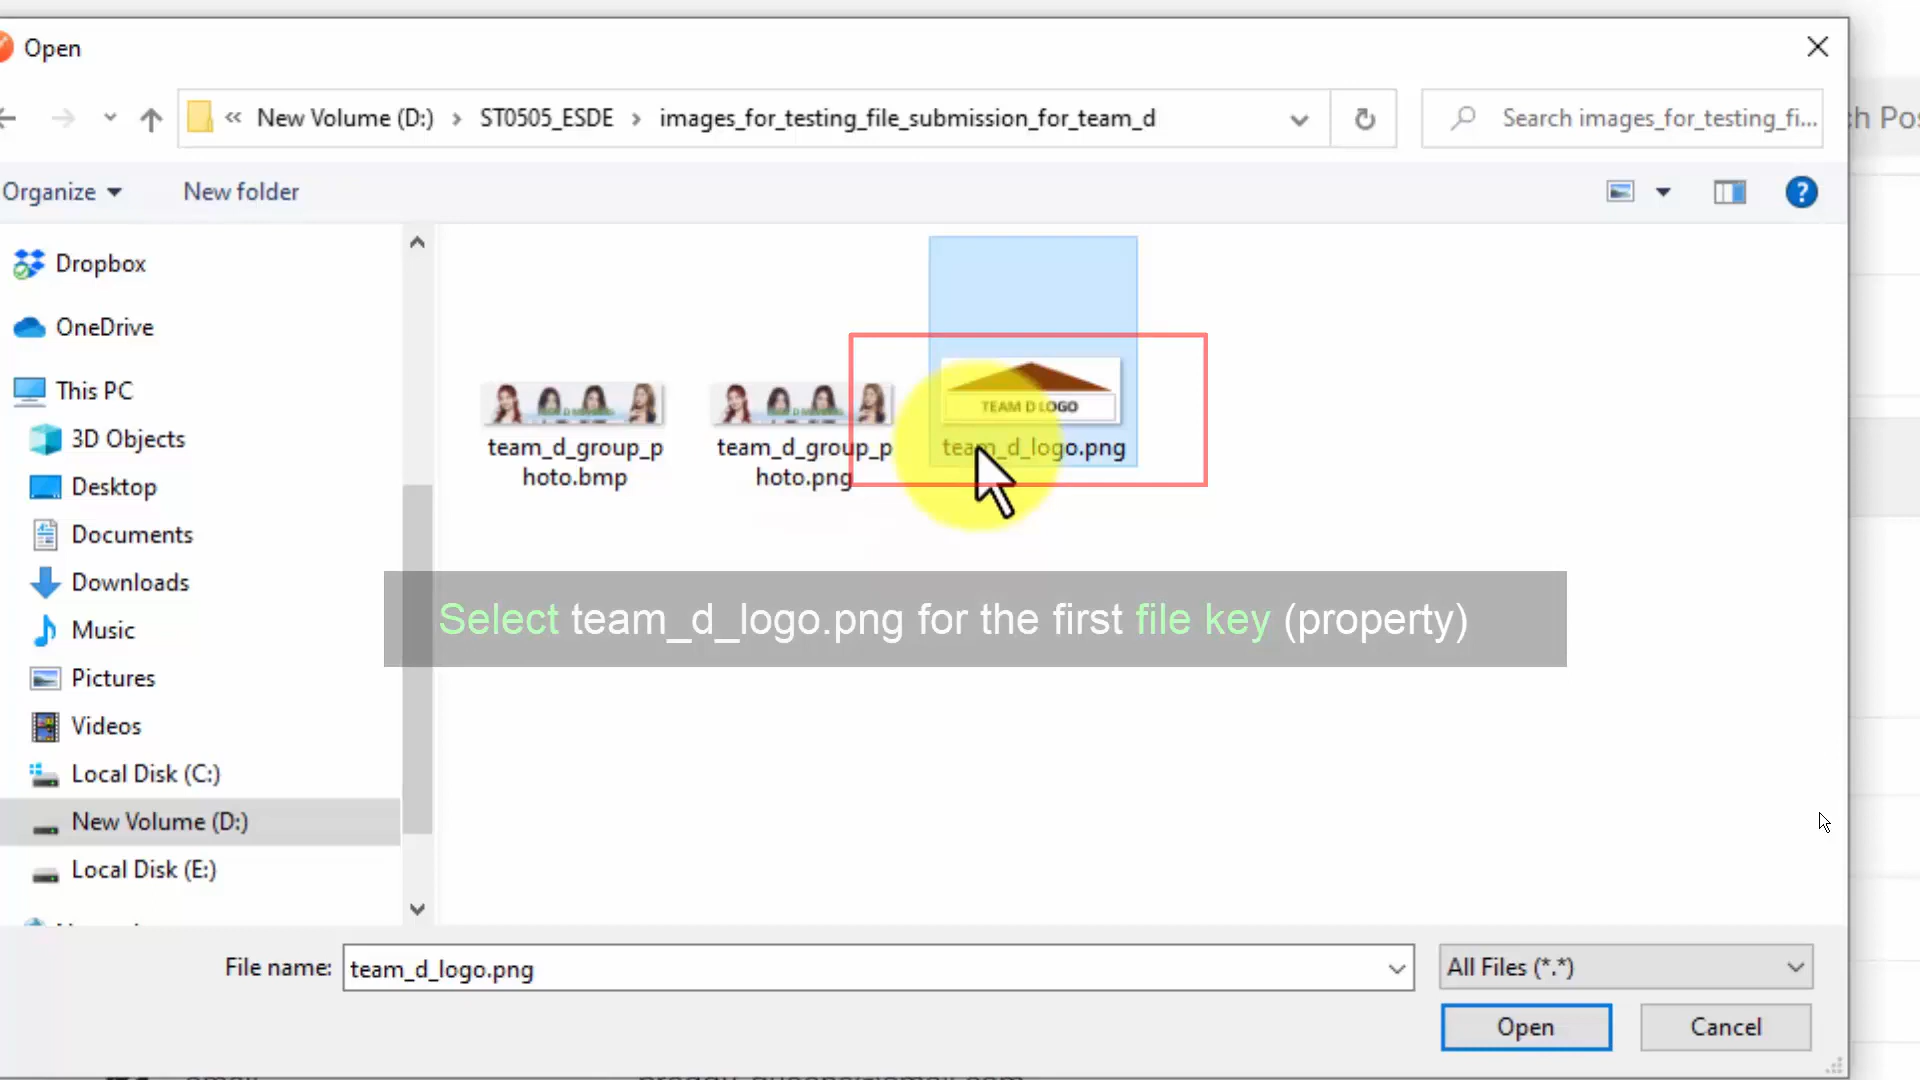 Open
« New Volume (D:) › ST0505_ESDE › images_for_testing_file_submission_for_team_d
Search images_for_testing_fi...
ch Pos
Organize
New folder
Dropbox
OneDrive
This PC
3D Objects
Desktop
Documents
Downloads
Music
Pictures
Videos
Local Disk (C:)
New Volume (D:)
Local Disk (E:)
team_d_group_p
hoto.bmp
team_d_group_p
hoto.png
TEAM D LOGO
team_d_logo.png
Select team_d_logo.png for the first file key (property)
File name: team_d_logo.png
All Files (*.*)
Open
Cancel